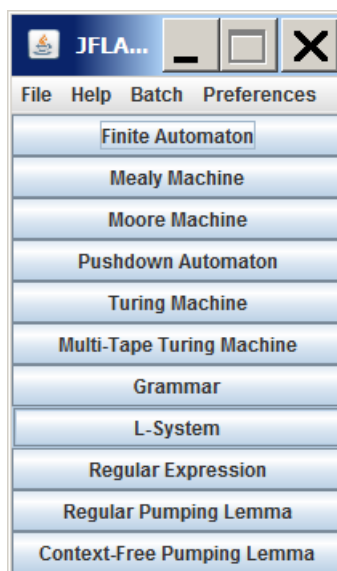 JFLA...
File Help Batch Preferences
Finite Automaton
Mealy Machine
Moore Machine
Pushdown Automaton
Turing Machine
Multi-Tape Turing Machine
Grammar
L-System
Regular Expression
Regular Pumping Lemma
Context-Free Pumping Lemma